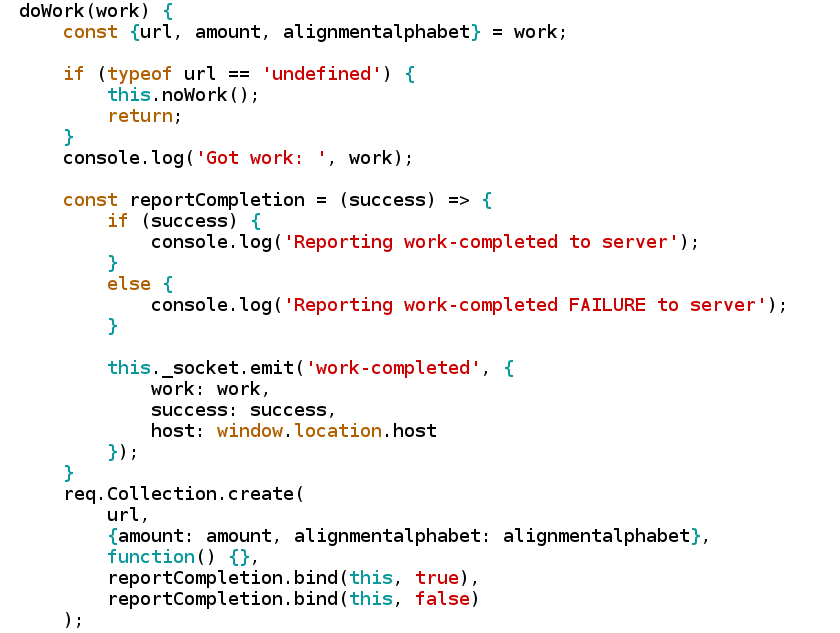 doWork(work) {
    const {url, amount, alignmentalphabet} = work;

    if (typeof url == 'undefined') {
        this.noWork();
        return;
    }
    console.log('Got work: ', work);

    const reportCompletion = (success) => {
        if (success) {
            console.log('Reporting work-completed to server');
        }
        else {
            console.log('Reporting work-completed FAILURE to server');
        }

        this._socket.emit('work-completed', {
            work: work,
            success: success,
            host: window.location.host
        });
    }
    req.Collection.create(
        url,
        {amount: amount, alignmentalphabet: alignmentalphabet},
        function() {},
        reportCompletion.bind(this, true),
        reportCompletion.bind(this, false)
    );